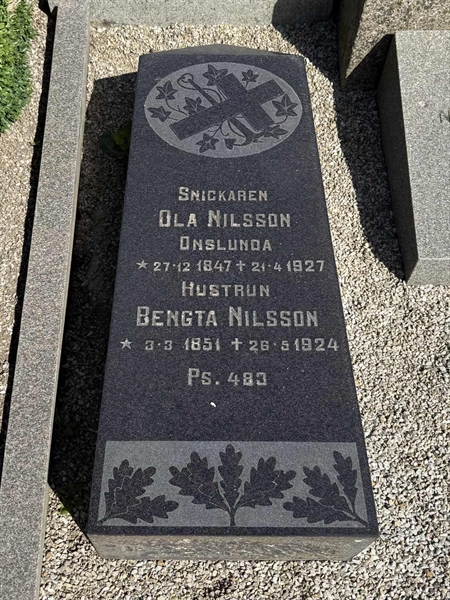 SNICKAREN
OLA NILSSON
ONSLUNDA
* 27-12 1847 + 21-4 1927
HUSTRUN
BENGTA NILSSON
* 3-3 1851 + 26-5 1924
PS. 483